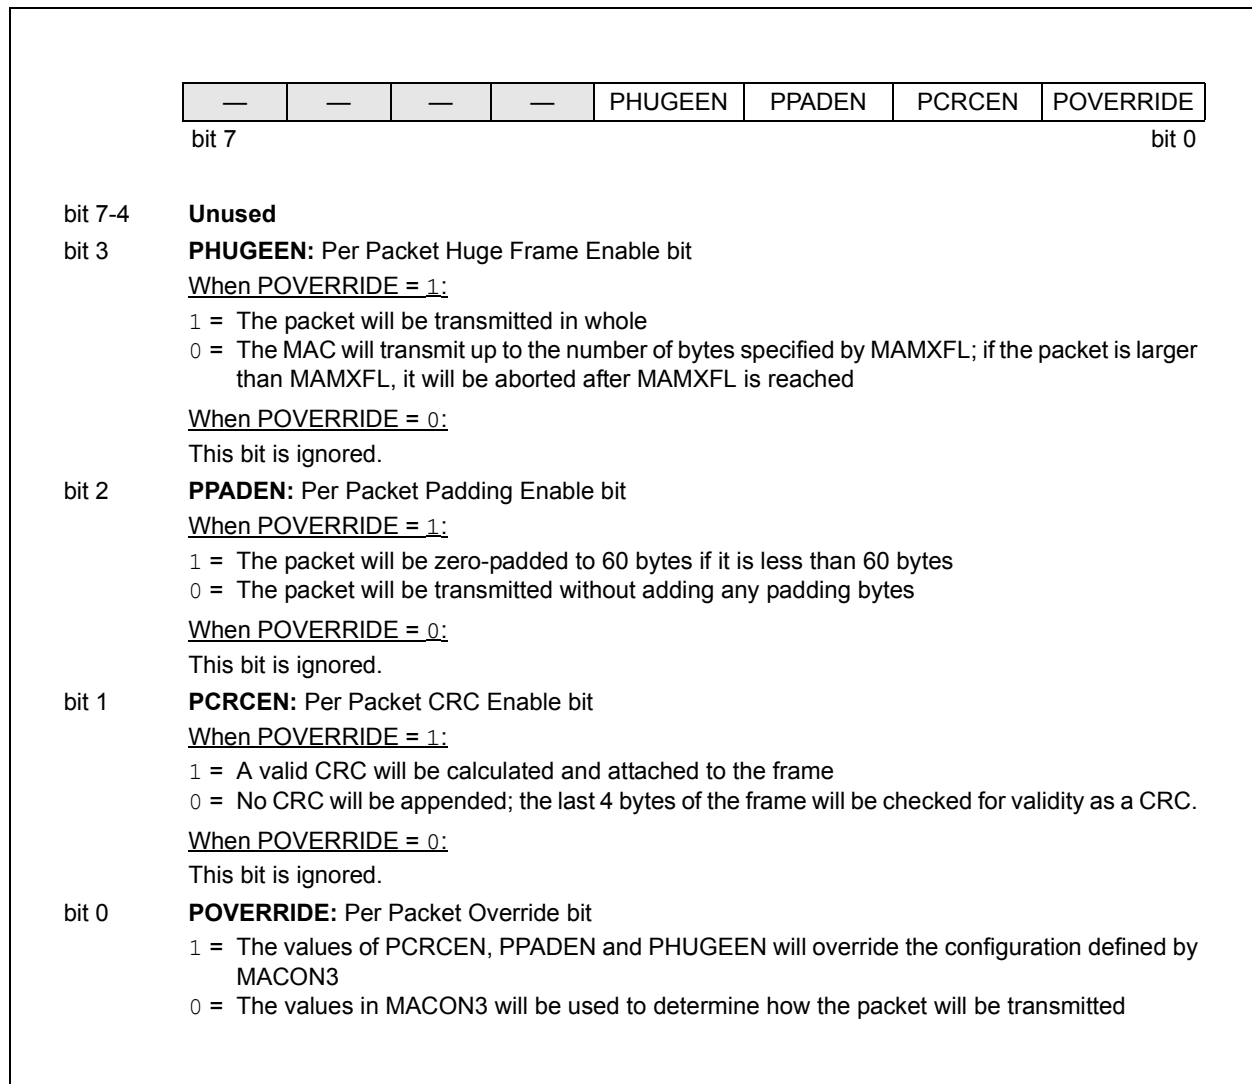 — — — — PHUGEEN PPADEN PCRCEN POVERRIDE
bit 7 bit 0
bit 7-4 Unused
bit 3 PHUGEEN: Per Packet Huge Frame Enable bit
When POVERRIDE = 1:
1 = The packet will be transmitted in whole
0 = The MAC will transmit up to the number of bytes specified by MAMXFL; if the packet is larger
than MAMXFL, it will be aborted after MAMXFL is reached
When POVERRIDE = 0:
This bit is ignored.
bit 2 PPADEN: Per Packet Padding Enable bit
When POVERRIDE = 1:
1 = The packet will be zero-padded to 60 bytes if it is less than 60 bytes
0 = The packet will be transmitted without adding any padding bytes
When POVERRIDE = 0:
This bit is ignored.
bit 1 PCRCEN: Per Packet CRC Enable bit
When POVERRIDE = 1:
1 = A valid CRC will be calculated and attached to the frame
0 = No CRC will be appended; the last 4 bytes of the frame will be checked for validity as a CRC.
When POVERRIDE = 0:
This bit is ignored.
bit 0 POVERRIDE: Per Packet Override bit
1 = The values of PCRCEN, PPADEN and PHUGEEN will override the configuration defined by
MACON3
0 = The values in MACON3 will be used to determine how the packet will be transmitted